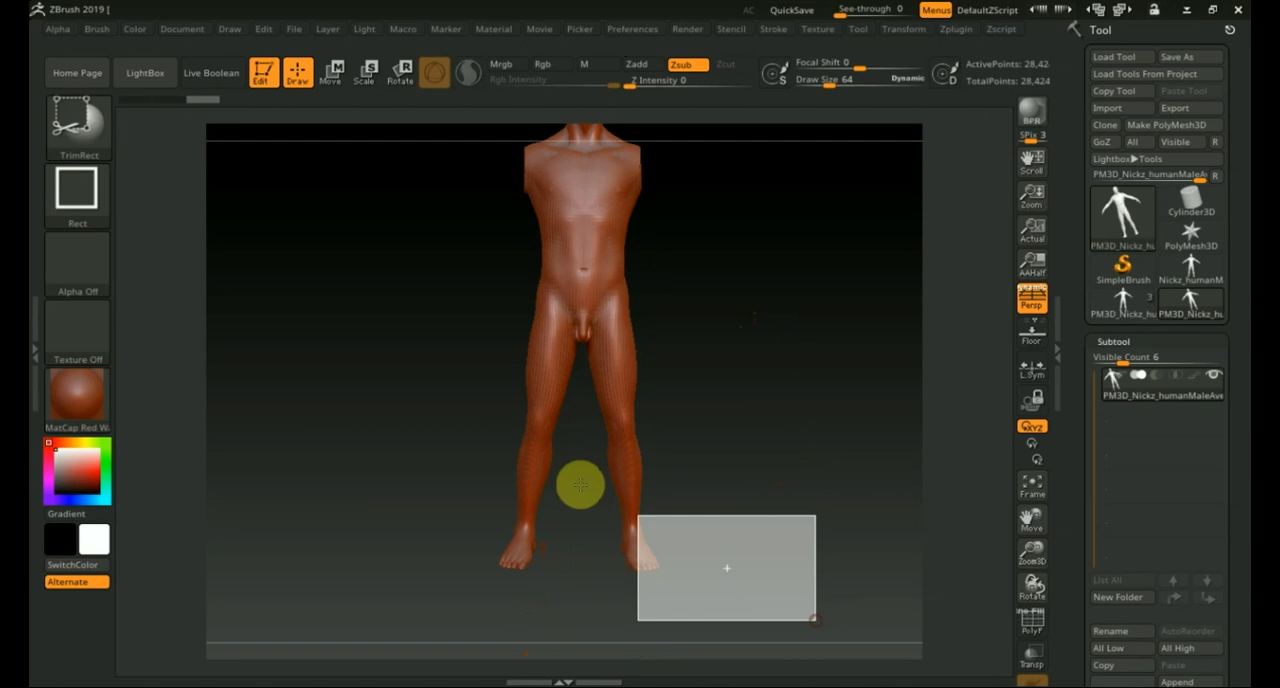 ZBrush 2019 [
AC QuickSave See-through 0 Menus DefaultZScript
Alpha Brush Color Document Draw Edit File Layer Light Macro Marker Material Movie Picker Preferences Render Stencil Stroke Texture Tool Transform Zplugin Zscript
Tool
Home Page LightBox Live Boolean Edit Draw Move Scale Rotate
Mrgb Rgb M Zadd Zsub Zcut
Rgb Intensity Z Intensity 0
Focal Shift 0
Draw Size 64 Dynamic
ActivePoints: 28,42
TotalPoints: 28,424
Load Tool Save As
Load Tools From Project
Copy Tool Paste Tool
Import Export
Clone Make PolyMesh3D
GoZ All Visible R
Lightbox▶Tools
PM3D_Nickz_humanMaleAv R
PM3D_Nickz_hu
Cylinder3D
PolyMesh3D
SimpleBrush
Nickz_humanM
3
PM3D_Nickz_hu PM3D_Nickz_hu
Subtool
Visible Count 6
PM3D_Nickz_humanMaleAve
List All
New Folder
Rename AutoReorder
All Low All High
Copy Paste
Append
TrimRect
Rect
Alpha Off
Texture Off
MatCap Red Wa
Gradient
SwitchColor
Alternate
BPR
SPix 3
Scroll
Zoom
Actual
AAHalf
Persp
Floor
L.Sym
XYZ
Frame
Move
Zoom3D
Rotate
PolyF
Transp